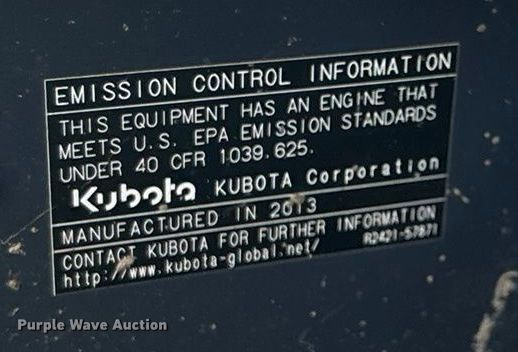 EMISSION CONTROL INFORMATION
THIS EQUIPMENT HAS AN ENGINE THAT
MEETS U.S. EPA EMISSION STANDARDS
UNDER 40 CFR 1039.625.
Kubota KUBOTA Corporation
MANUFACTURED IN 2013
CONTACT KUBOTA FOR FURTHER INFORMATION
http://www.kubota-global.net/
Purple Wave Auction